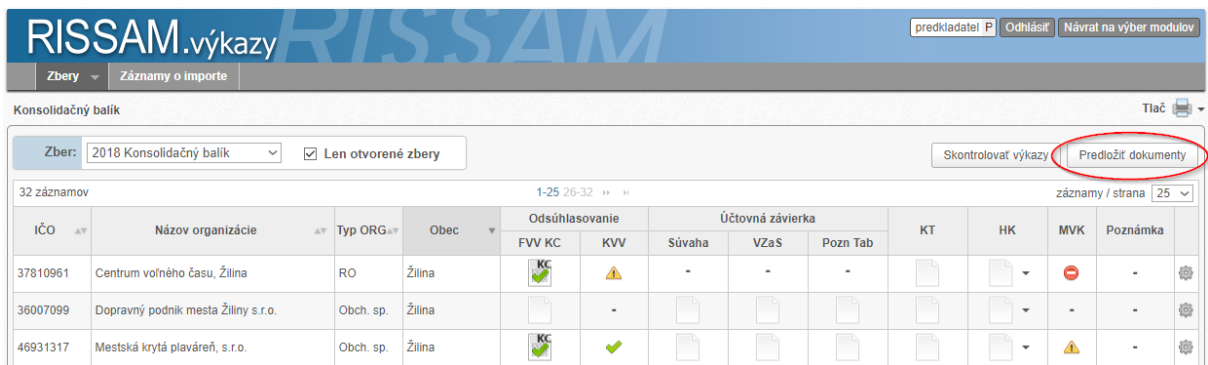 RISSAM.výkazy RISSAM
predkladatel P Odhlásiť Návrat na výber modulov
Zbery Záznamy o importe
Konsolidačný balík Tlač
Zber: 2018 Konsolidačný balík Len otvorené zbery Skontrolovať výkazy Predložiť dokumenty
32 záznamov 1-25 26-32 záznamy / strana 25
IČO Názov organizácie Typ ORG Obec Odsúhlasovanie Účtovná závierka KT HK MVK Poznámka
FVV KC KVV Súvaha VZaS Pozn Tab
37810961 Centrum voľného času, Žilina RO Žilina KC - - - -
36007099 Dopravný podnik mesta Žiliny s.r.o. Obch. sp. Žilina - - -
46931317 Mestská krytá plaváreň, s.r.o. Obch. sp. Žilina KC -